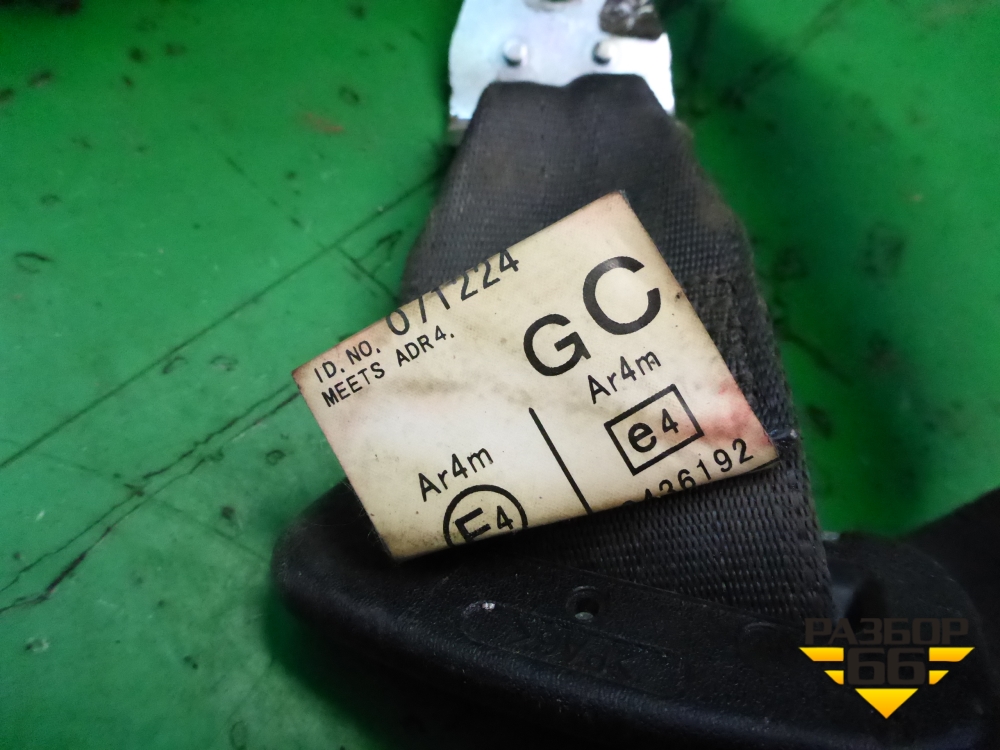 ID. NO. 071224
MEETS ADR4.
GC
Ar4m
e4
Ar4m
E4
РАЗБОР
66